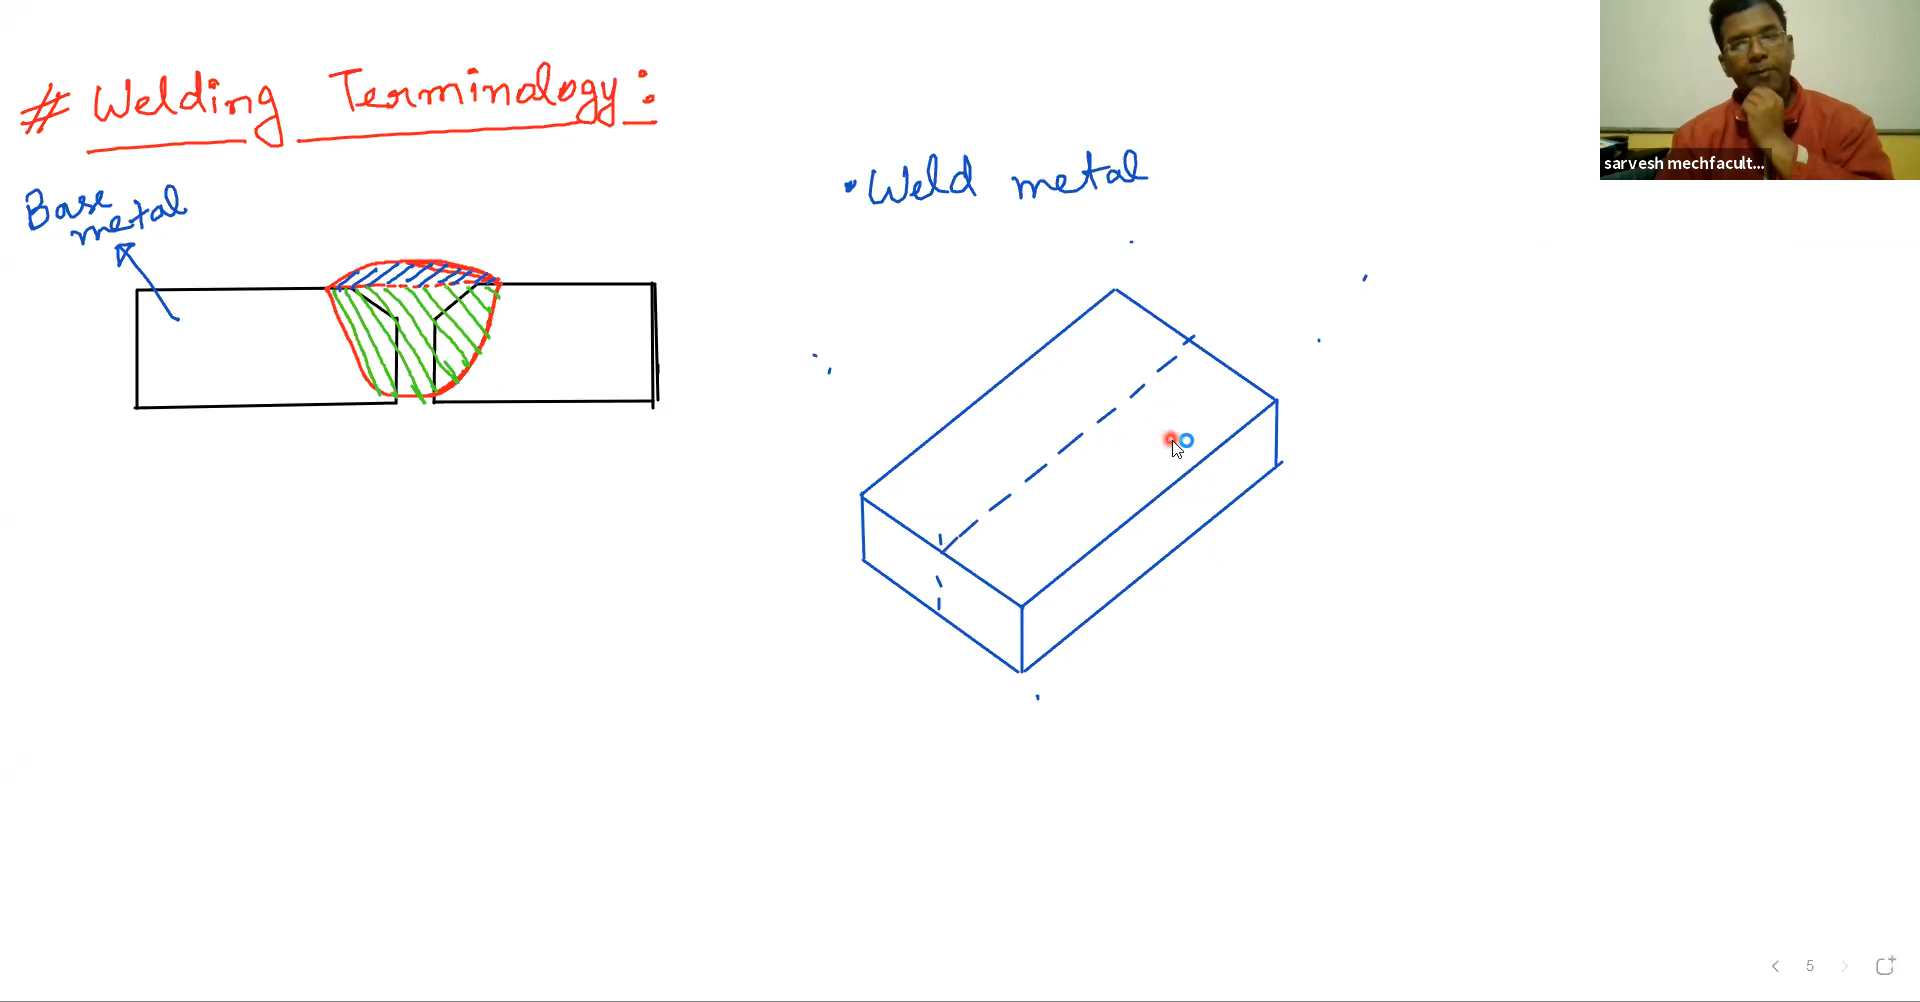 # Welding Terminology:
Base
metal
• Weld metal
sarvesh mechfacult...
5